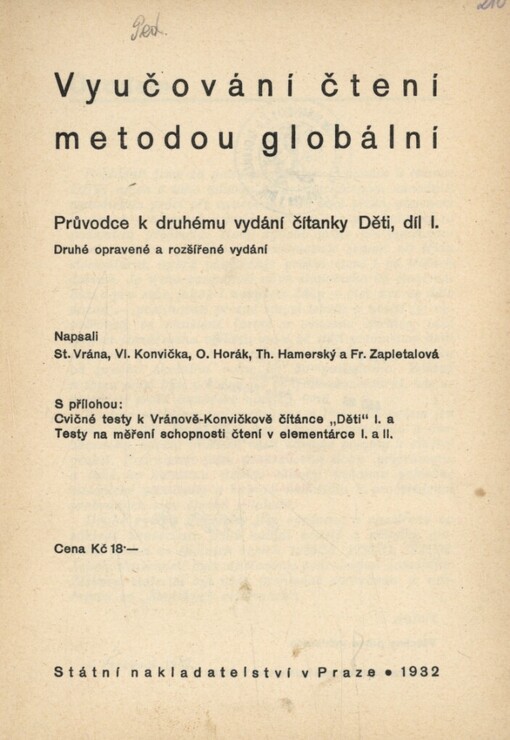 Ped.
210
Vyučování čtení
metodou globální
Průvodce k druhému vydání čítanky Děti, díl I.
Druhé opravené a rozšířené vydání
Napsali
St. Vrána, Vl. Konvička, O. Horák, Th. Hamerský a Fr. Zapletalová
S přílohou:
Cvičné testy k Vránově-Konvičkově čítánce „Děti“ I. a
Testy na měření schopnosti čtení v elementárce I. a II.
Cena Kč 18·—
Státní nakladatelství v Praze • 1932